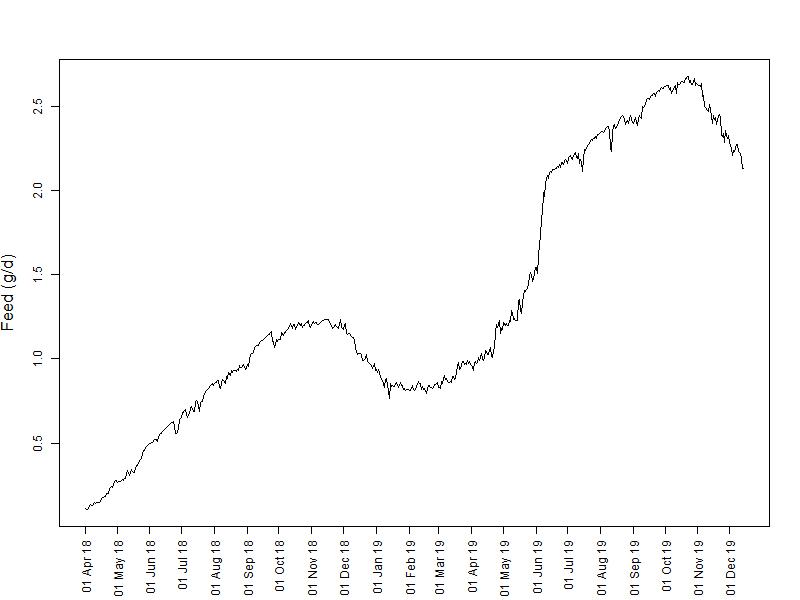 Feed (g/d)
2.5
2.0
1.5
1.0
0.5
01 Apr 18
01 May 18
01 Jun 18
01 Jul 18
01 Aug 18
01 Sep 18
01 Oct 18
01 Nov 18
01 Dec 18
01 Jan 19
01 Feb 19
01 Mar 19
01 Apr 19
01 May 19
01 Jun 19
01 Jul 19
01 Aug 19
01 Sep 19
01 Oct 19
01 Nov 19
01 Dec 19